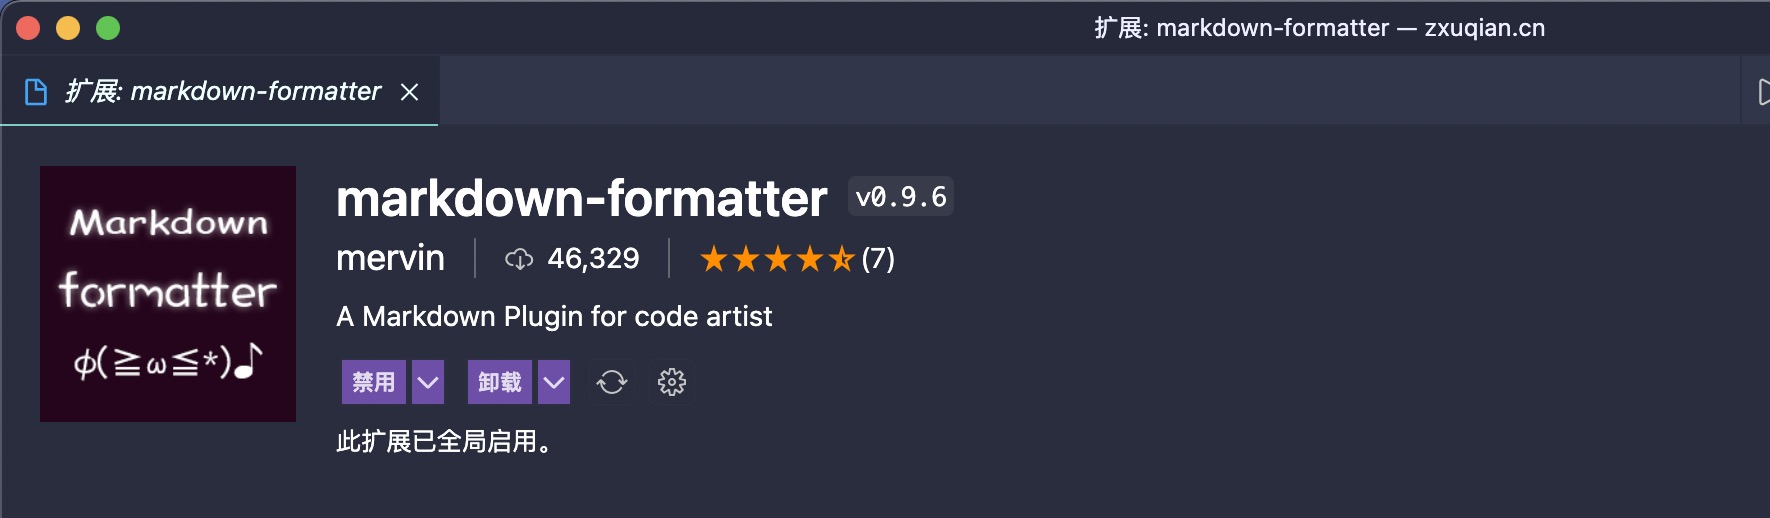 扩展: markdown-formatter — zxuqian.cn
扩展: markdown-formatter
Markdown
formatter
φ(≧ω≦*)♪
markdown-formatter v0.9.6
mervin 46,329 (7)
A Markdown Plugin for code artist
禁用 卸载
此扩展已全局启用。